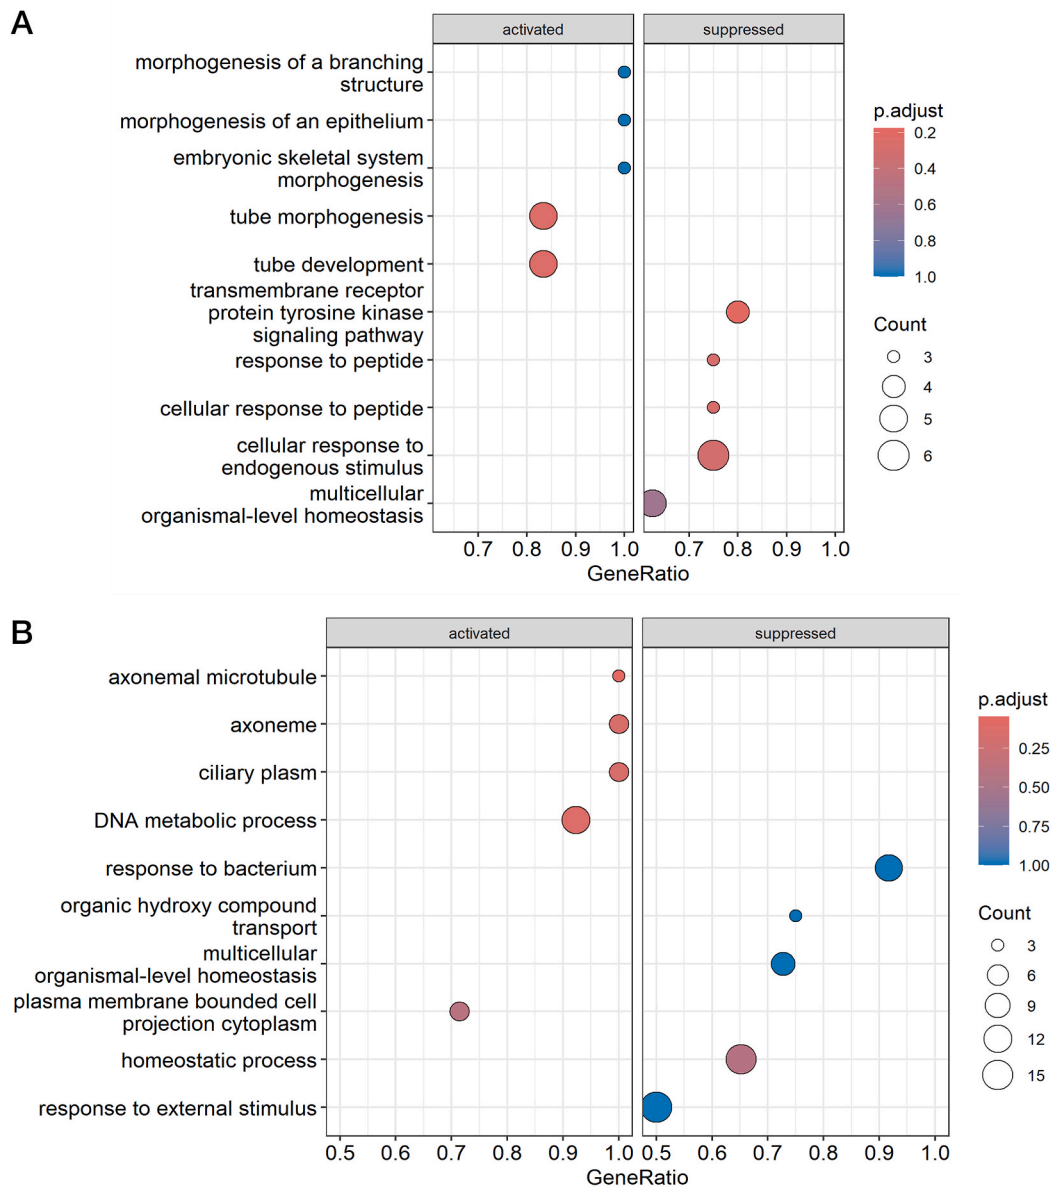 A
activated
suppressed
morphogenesis of a branching
structure
morphogenesis of an epithelium
embryonic skeletal system
morphogenesis
tube morphogenesis
tube development
transmembrane receptor
protein tyrosine kinase
signaling pathway
response to peptide
cellular response to peptide
cellular response to
endogenous stimulus
multicellular
organismal-level homeostasis
0.7 0.8 0.9 1.0 0.7 0.8 0.9 1.0
GeneRatio
p.adjust
0.2
0.4
0.6
0.8
1.0
Count
3
4
5
6
B
activated
suppressed
axonemal microtubule
axoneme
ciliary plasm
DNA metabolic process
response to bacterium
organic hydroxy compound
transport
multicellular
organismal-level homeostasis
plasma membrane bounded cell
projection cytoplasm
homeostatic process
response to external stimulus
0.5 0.6 0.7 0.8 0.9 1.0 0.5 0.6 0.7 0.8 0.9 1.0
GeneRatio
p.adjust
0.25
0.50
0.75
1.00
Count
3
6
9
12
15